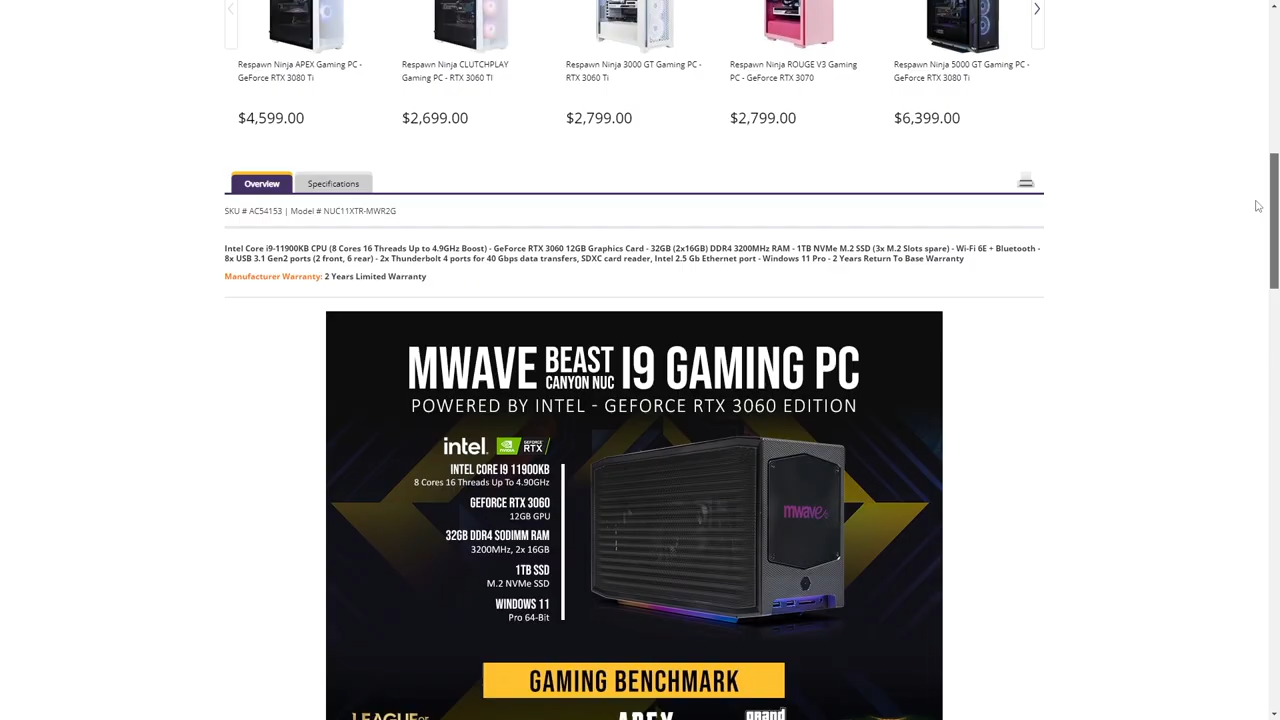 Respawn Ninja APEX Gaming PC -
GeForce RTX 3080 Ti
$4,599.00
Respawn Ninja CLUTCHPLAY
Gaming PC - RTX 3060 TI
$2,699.00
Respawn Ninja 3000 GT Gaming PC -
RTX 3060 Ti
$2,799.00
Respawn Ninja ROUGE V3 Gaming
PC - GeForce RTX 3070
$2,799.00
Respawn Ninja 5000 GT Gaming PC -
GeForce RTX 3080 Ti
$6,399.00
Overview
Specifications
SKU # AC54153 | Model # NUC11XTR-MWR2G
Intel Core i9-11900KB CPU (8 Cores 16 Threads Up to 4.9GHz Boost) - GeForce RTX 3060 12GB Graphics Card - 32GB (2x16GB) DDR4 3200MHz RAM - 1TB NVMe M.2 SSD (3x M.2 Slots spare) - Wi-Fi 6E + Bluetooth -
8x USB 3.1 Gen2 ports (2 front, 6 rear) - 2x Thunderbolt 4 ports for 40 Gbps data transfers, SDXC card reader, Intel 2.5 Gb Ethernet port - Windows 11 Pro - 2 Years Return To Base Warranty
Manufacturer Warranty: 2 Years Limited Warranty
MWAVE BEAST CANYON NUC I9 GAMING PC
POWERED BY INTEL - GEFORCE RTX 3060 EDITION
intel. NVIDIA GEFORCE RTX
INTEL CORE I9 11900KB
8 Cores 16 Threads Up To 4.90GHz
GEFORCE RTX 3060
12GB GPU
32GB DDR4 SODIMM RAM
3200MHz, 2x 16GB
1TB SSD
M.2 NVMe SSD
WINDOWS 11
Pro 64-Bit
mwave
GAMING BENCHMARK
LEAGUE OF
APEX
grand